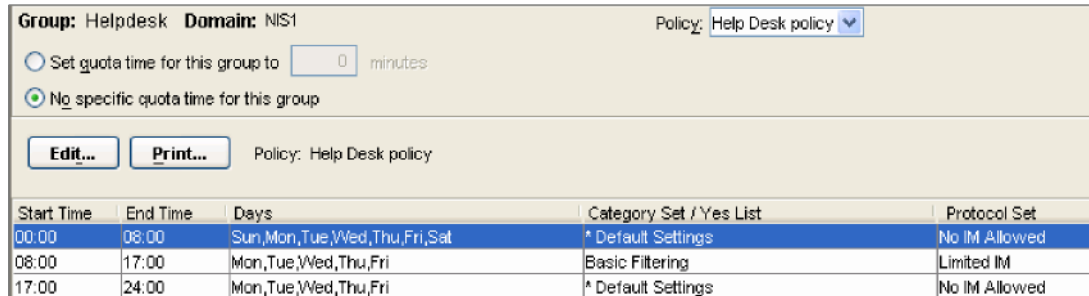 Group: Helpdesk Domain: NIS1 Policy: Help Desk policy
Set quota time for this group to 0 minutes
No specific quota time for this group
Edit... Print... Policy: Help Desk policy
Start Time End Time Days Category Set / Yes List Protocol Set
00:00 08:00 Sun,Mon,Tue,Wed,Thu,Fri,Sat * Default Settings No IM Allowed
08:00 17:00 Mon,Tue,Wed,Thu,Fri Basic Filtering Limited IM
17:00 24:00 Mon,Tue,Wed,Thu,Fri * Default Settings No IM Allowed